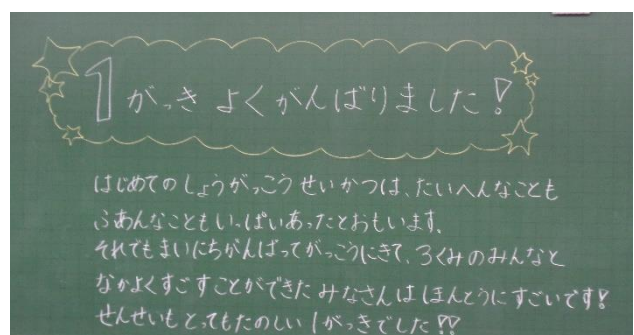 1がっき よくがんばりました!
はじめてのしょうがっこうせいかつは、たいへんなことも
ふあんなこともいっぱいあったとおもいます。
それでもまいにちがんばってがっこうにきて、3くみのみんなと
なかよくすごすことができたみなさんはほんとうにすごいです!
せんせいもとってもたのしい1がっきでした!!